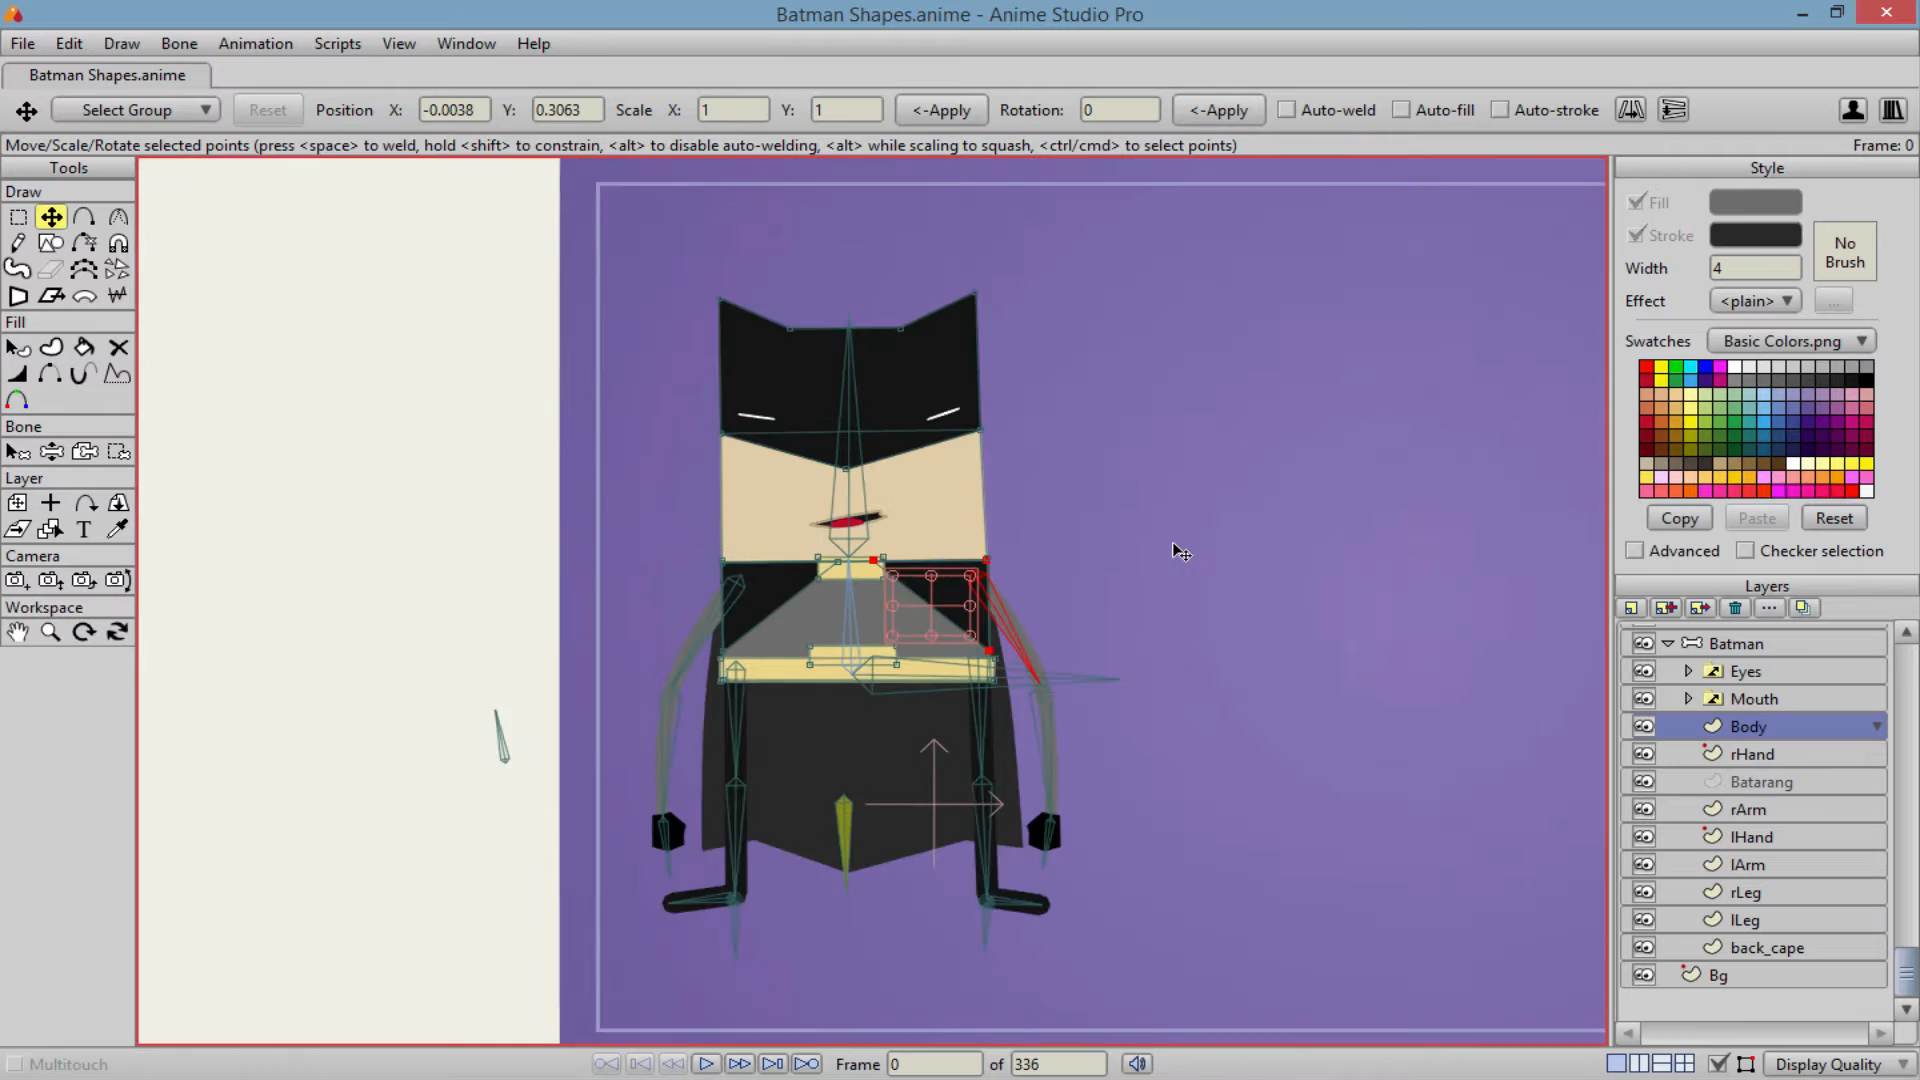 Batman Shapes.anime - Anime Studio Pro
File Edit Draw Bone Animation Scripts View Window Help
Batman Shapes.anime
Select Group Reset Position X: -0.0038 Y: 0.3063 Scale X: 1 Y: 1 <-Apply Rotation: 0 <-Apply Auto-weld Auto-fill Auto-stroke
Move/Scale/Rotate selected points (press <space> to weld, hold <shift> to constrain, <alt> to disable auto-welding, <alt> while scaling to squash, <ctrl/cmd> to select points) Frame: 0
Tools
Draw
Fill
Bone
Layer
T
Camera
Workspace
Style
Fill
Stroke
No
Brush
Width 4
Effect <plain> ...
Swatches Basic Colors.png
Copy Paste Reset
Advanced Checker selection
Layers
Batman
Eyes
Mouth
Body
rHand
Batarang
rArm
lHand
lArm
rLeg
lLeg
back_cape
Bg
Multitouch Frame 0 of 336 Display Quality